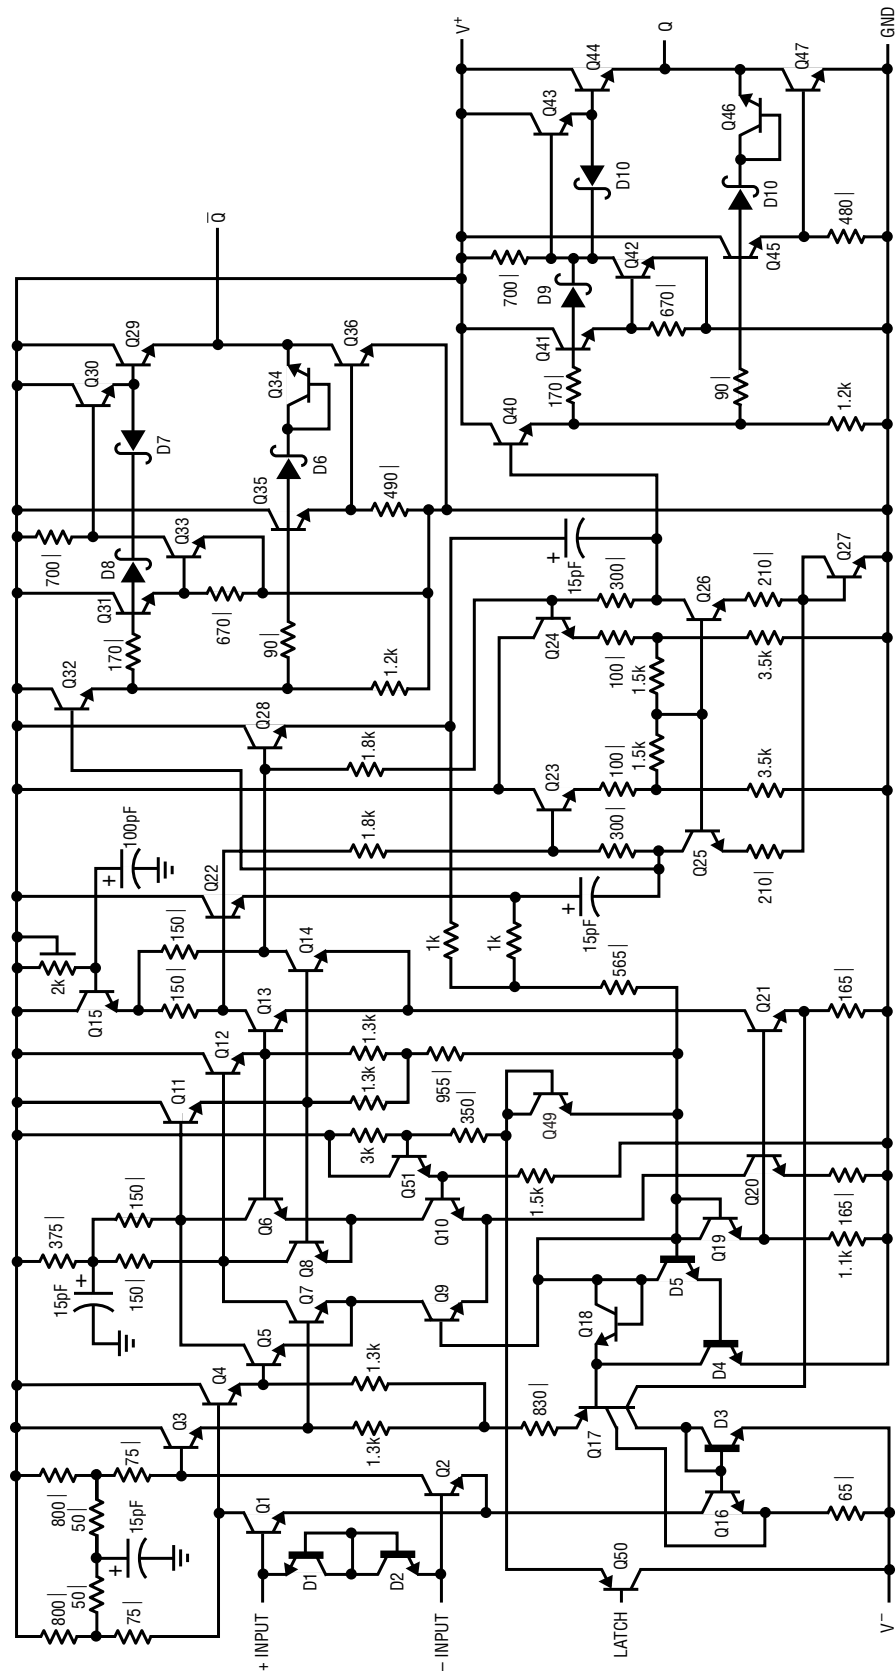 800 |
50 |
800 |
50 |
75 |
75 |
15pF
+
+ INPUT
– INPUT
LATCH
V–
Q1
Q2
D1
D2
Q50
Q3
Q4
1.3k
1.3k
830 |
Q17
Q16
D3
65 |
D4
15pF
+
375 |
150 |
150 |
Q5
Q7
Q8
Q6
Q9
Q10
Q18
D5
Q19
1.1k
165 |
Q20
Q51
1.5k
3k
350 |
Q49
955 |
Q11
Q12
1.3k
1.3k
Q13
Q14
Q15
2k
150 |
150 |
100pF
+
Q21
165 |
565 |
1k
1k
Q22
15pF
+
Q25
210 |
300 |
1.8k
Q23
100 |
1.5k
3.5k
1.8k
Q28
Q24
100 |
1.5k
3.5k
300 |
Q26
210 |
Q27
15pF
+
Q32
170 |
Q31
D8
700 |
670 |
Q33
90 |
1.2k
Q30
Q29
D7
Q35
D6
Q34
490 |
Q36
Q̅
Q40
170 |
Q41
D9
700 |
670 |
Q42
90 |
1.2k
Q43
Q44
D10
Q45
D10
Q46
480 |
Q47
V+
Q
GND